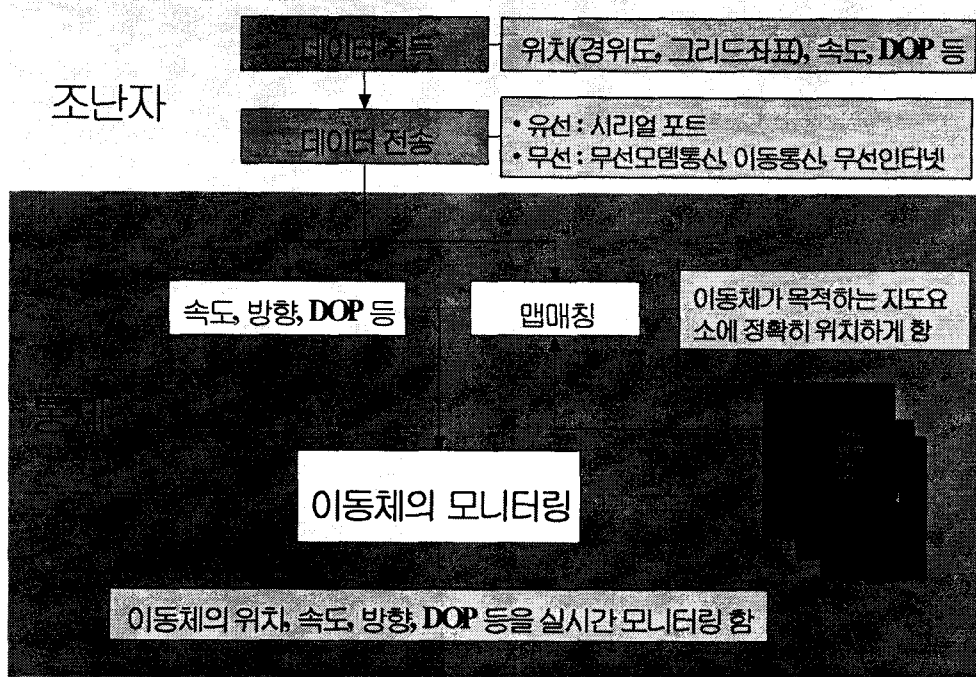 데이터 취득
위치(경위도, 그리드좌표), 속도, DOP 등
조난자
데이터 전송
• 유선 : 시리얼 포트
• 무선 : 무선모뎀통신, 이동통신, 무선인터넷
속도, 방향, DOP 등
맵매칭
이동체가 목적하는 지도요
소에 정확히 위치하게 함
이동체의 모니터링
이동체의 위치, 속도, 방향, DOP 등을 실시간 모니터링 함